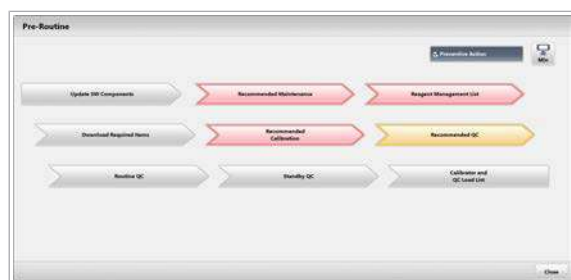 Pre-Routine
Preventive Action
Mix
Update SW Components
Recommended Maintenance
Reagent Management List
Download Required Items
Recommended
Calibration
Recommended QC
Routine QC
Standby QC
Calibrator and
QC Load List
Close